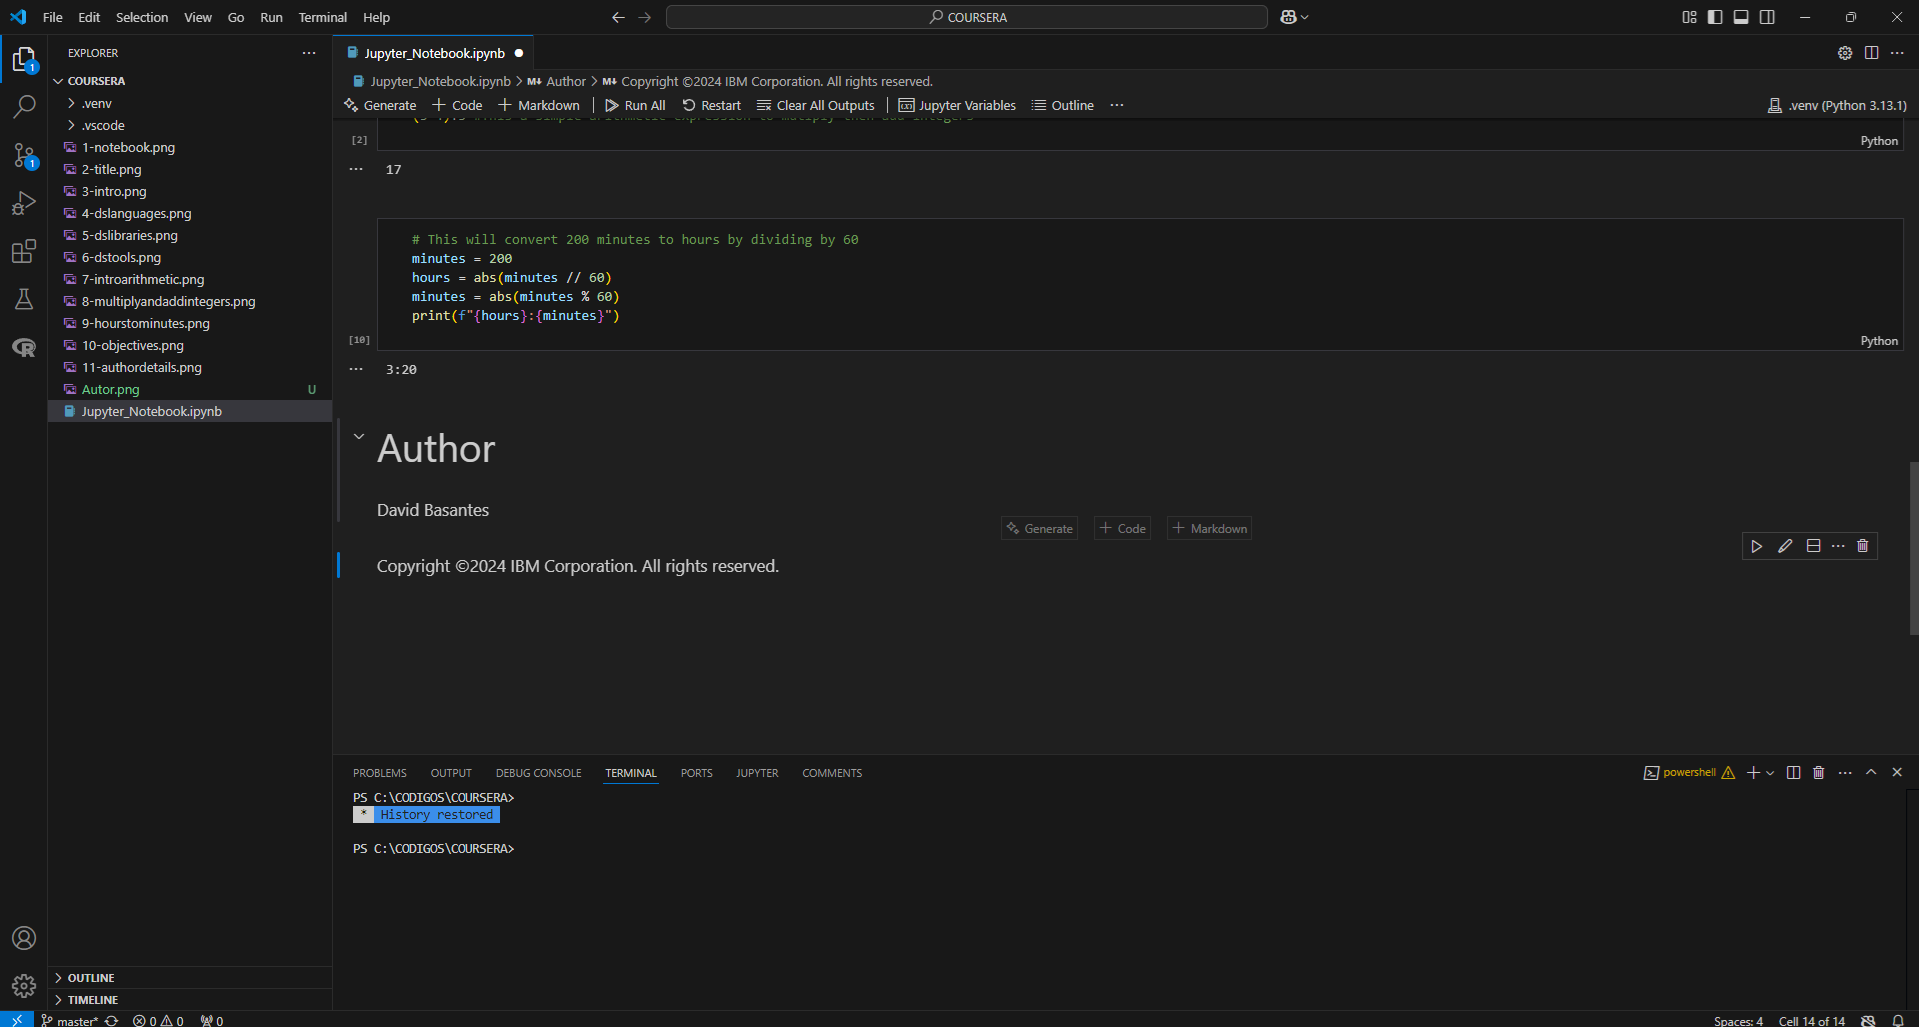 File Edit Selection View Go Run Terminal Help
COURSERA
EXPLORER
COURSERA
.venv
.vscode
1-notebook.png
2-title.png
3-intro.png
4-dslanguages.png
5-dslibraries.png
6-dstools.png
7-introarithmetic.png
8-multiplyandaddintegers.png
9-hourstominutes.png
10-objectives.png
11-authordetails.png
Autor.png U
Jupyter_Notebook.ipynb
OUTLINE
TIMELINE
Jupyter_Notebook.ipynb
Jupyter_Notebook.ipynb > M+ Author > M+ Copyright ©2024 IBM Corporation. All rights reserved.
Generate + Code + Markdown Run All Restart Clear All Outputs Jupyter Variables Outline ...
.venv (Python 3.13.1)
[2]
Python
17
# This will convert 200 minutes to hours by dividing by 60
minutes = 200
hours = abs(minutes // 60)
minutes = abs(minutes % 60)
print(f"{hours}:{minutes}")
[10]
Python
3:20
Author
David Basantes
Generate + Code + Markdown
Copyright ©2024 IBM Corporation. All rights reserved.
PROBLEMS OUTPUT DEBUG CONSOLE TERMINAL PORTS JUPYTER COMMENTS
powershell
PS C:\CODIGOS\COURSERA>
* History restored
PS C:\CODIGOS\COURSERA>
1
1
master* 0 0 0
Spaces: 4 Cell 14 of 14